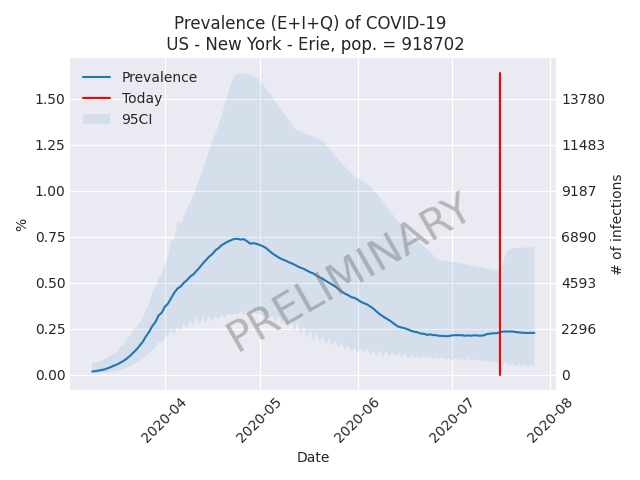 Prevalence (E+I+Q) of COVID-19
US - New York - Erie, pop. = 918702
Prevalence
Today
95CI
PRELIMINARY
1.50
1.25
1.00
0.75
0.50
0.25
0.00
%
13780
11483
9187
6890
4593
2296
0
# of infections
2020-04
2020-05
2020-06
2020-07
2020-08
Date